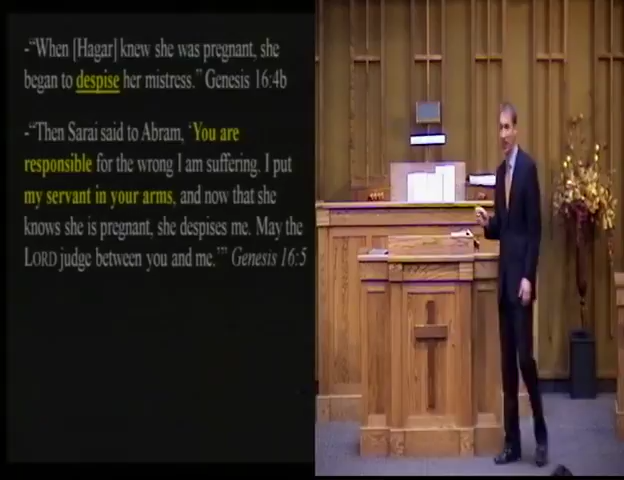 -“When [Hagar] knew she was pregnant, she
began to despise her mistress.” Genesis 16:4b
-“Then Sarai said to Abram, ‘You are
responsible for the wrong I am suffering. I put
my servant in your arms, and now that she
knows she is pregnant, she despises me. May the
LORD judge between you and me.’” Genesis 16:5